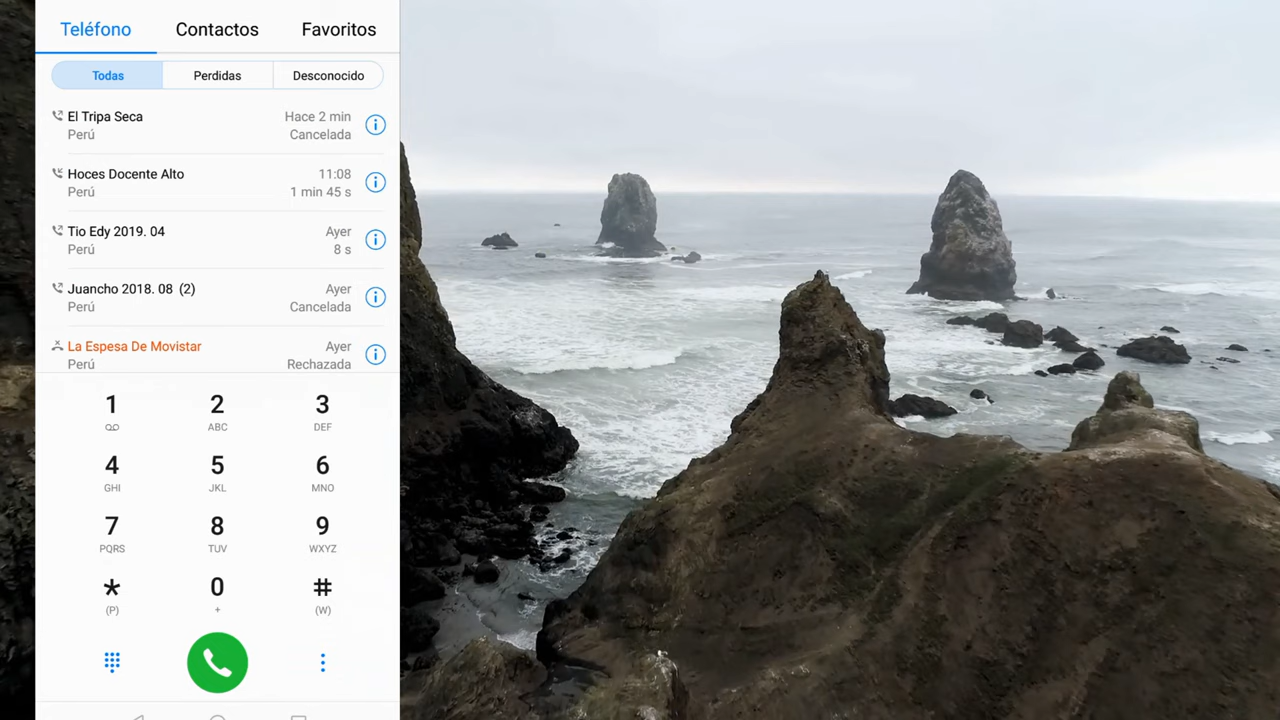 Teléfono Contactos Favoritos
Todas Perdidas Desconocido
El Tripa Seca Hace 2 min
Perú Cancelada
Hoces Docente Alto 11:08
Perú 1 min 45 s
Tio Edy 2019. 04 Ayer
Perú 8 s
Juancho 2018. 08 (2) Ayer
Perú Cancelada
La Espesa De Movistar Ayer
Perú Rechazada
1 2 3
ABC DEF
4 5 6
GHI JKL MNO
7 8 9
PQRS TUV WXYZ
* 0 #
(P) + (W)